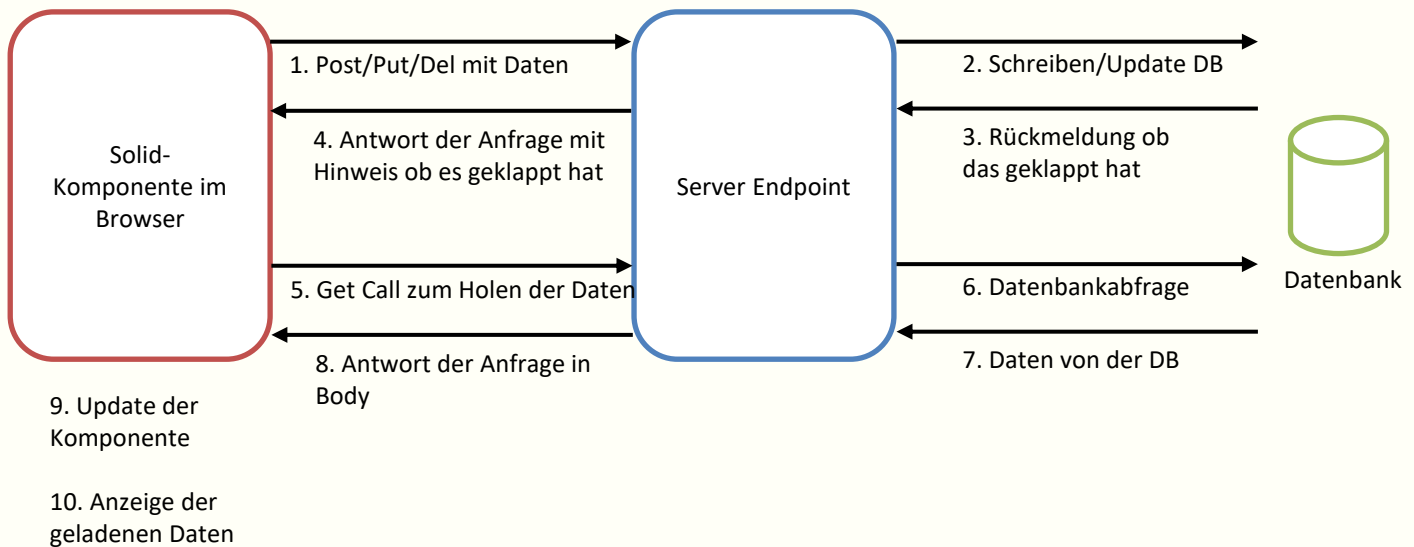 1. Post/Put/Del mit Daten
2. Schreiben/Update DB
4. Antwort der Anfrage mit
Hinweis ob es geklappt hat
3. Rückmeldung ob
das geklappt hat
Solid-
Komponente im
Browser
Server Endpoint
Datenbank
5. Get Call zum Holen der Daten
6. Datenbankabfrage
8. Antwort der Anfrage in
Body
7. Daten von der DB
9. Update der
Komponente
10. Anzeige der
geladenen Daten